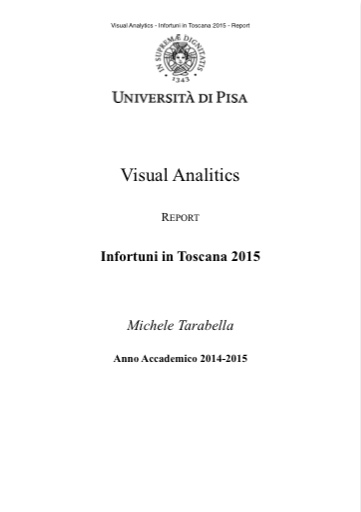 Visual Analytics - Infortuni in Toscana 2015 - Report
IN SUPREMÆ DIGNITATIS
1343
UNIVERSITÀ DI PISA
Visual Analitics
REPORT
Infortuni in Toscana 2015
Michele Tarabella
Anno Accademico 2014-2015